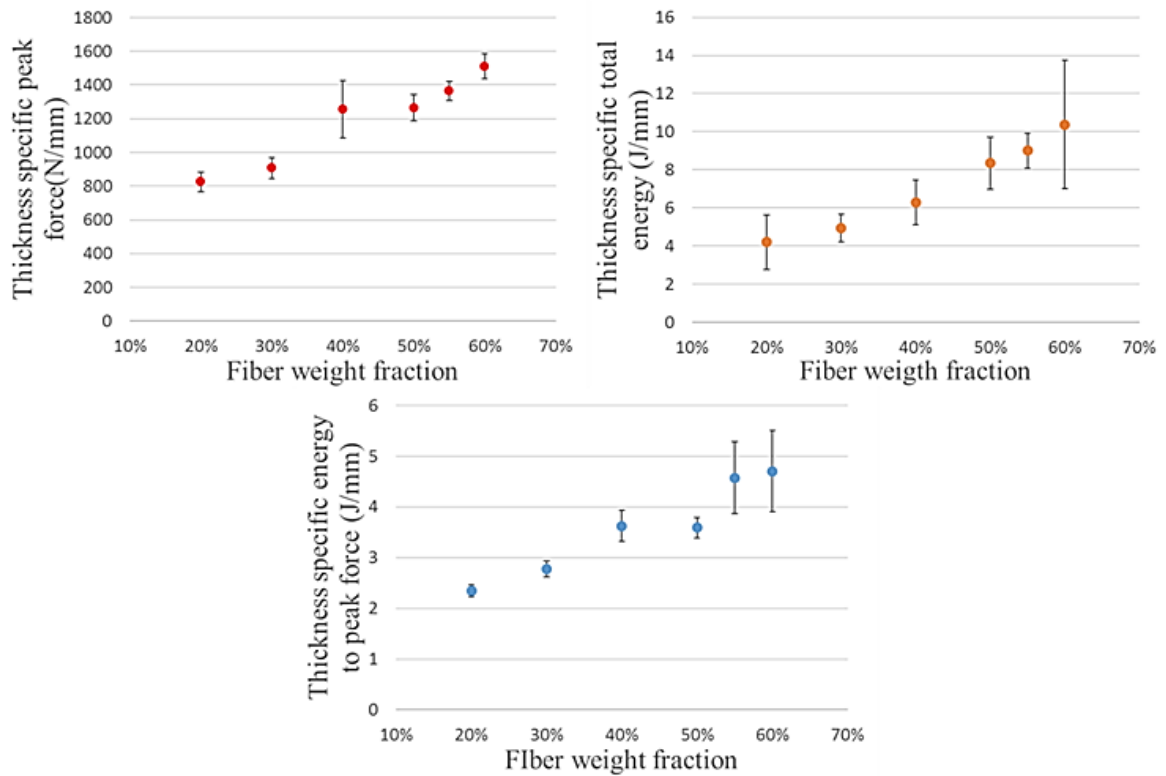 Thickness specific peak
force(N/mm)
1800
1600
1400
1200
1000
800
600
400
200
0
10% 20% 30% 40% 50% 60% 70%
Fiber weight fraction
Thickness specific total
energy (J/mm)
16
14
12
10
8
6
4
2
0
10% 20% 30% 40% 50% 60% 70%
Fiber weigth fraction
Thickness specific energy
to peak force (J/mm)
6
5
4
3
2
1
0
10% 20% 30% 40% 50% 60% 70%
FIber weight fraction